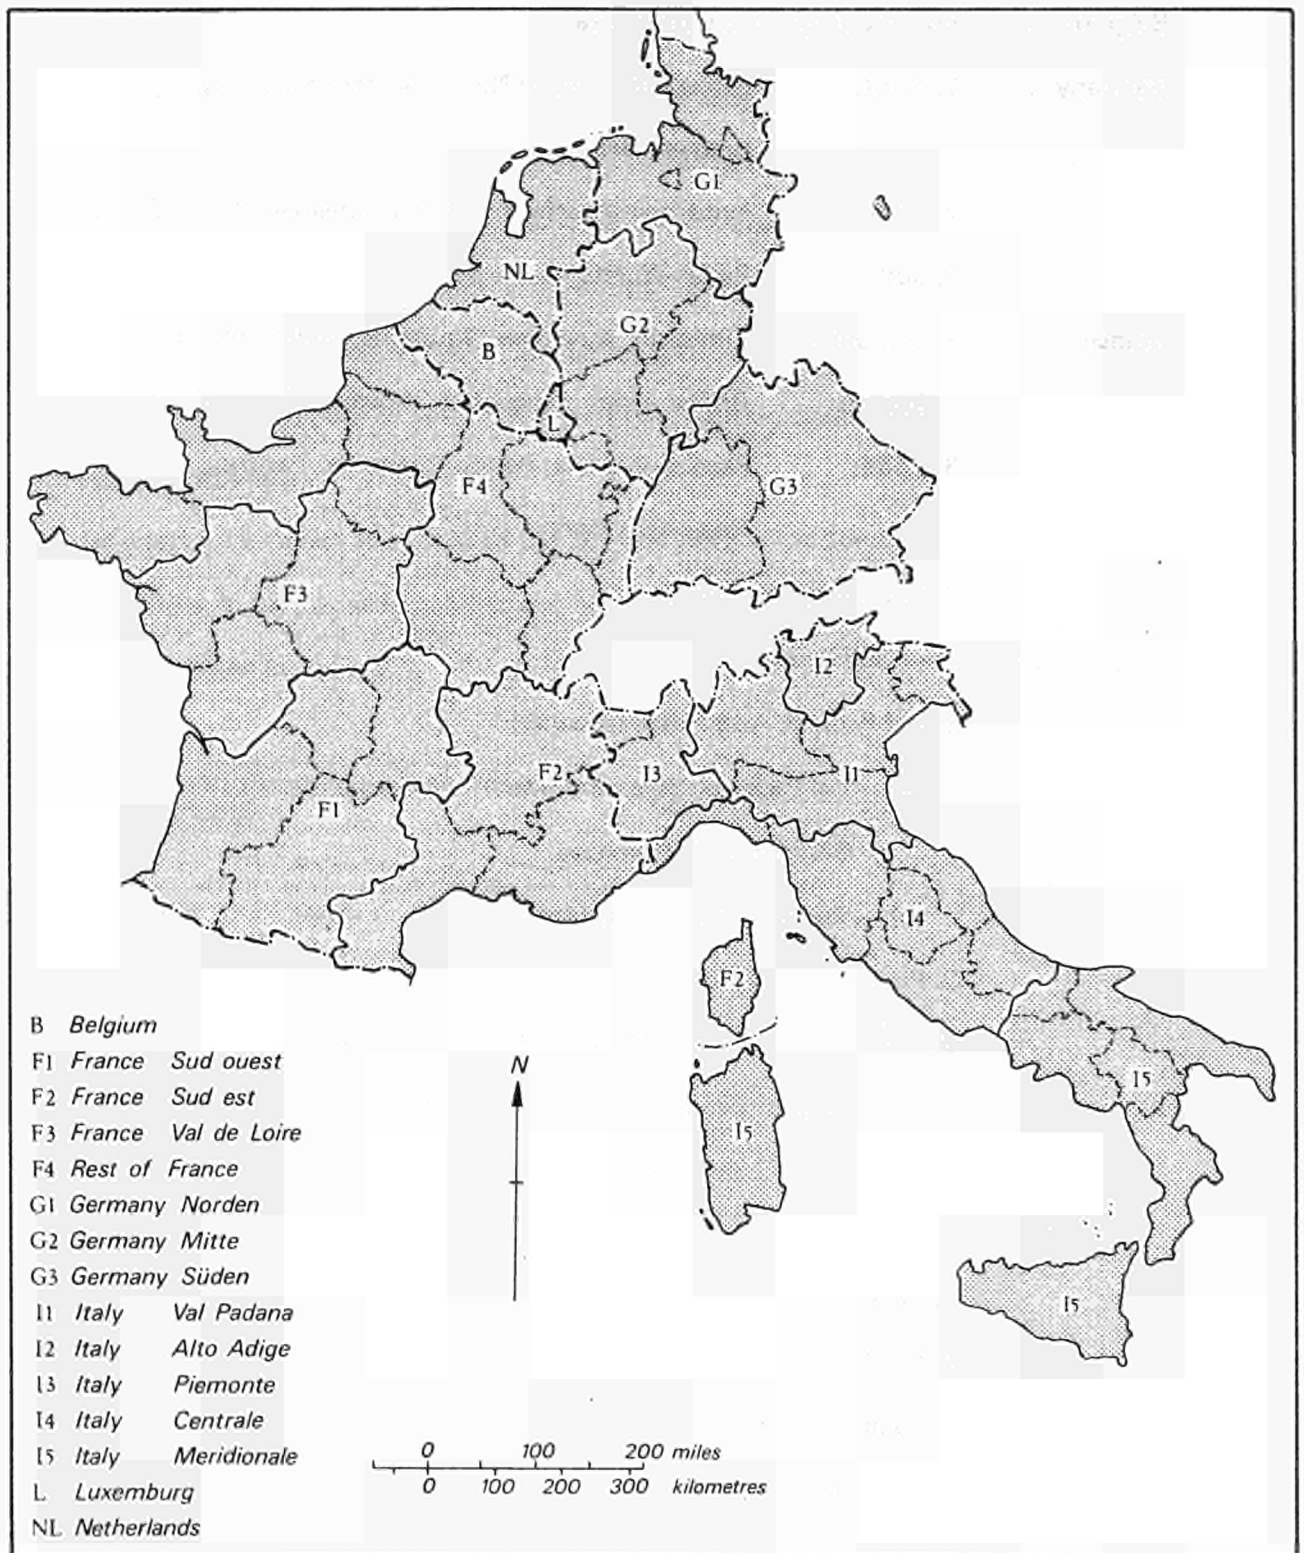 G1
NL
G2
B
L
F4
G3
F3
I2
F2
I3
I1
F1
I4
F2
I5
I5
I5
N
B Belgium
F1 France Sud ouest
F2 France Sud est
F3 France Val de Loire
F4 Rest of France
G1 Germany Norden
G2 Germany Mitte
G3 Germany Süden
I1 Italy Val Padana
I2 Italy Alto Adige
I3 Italy Piemonte
I4 Italy Centrale
I5 Italy Meridionale
L Luxemburg
NL Netherlands
0 100 200 miles
0 100 200 300 kilometres